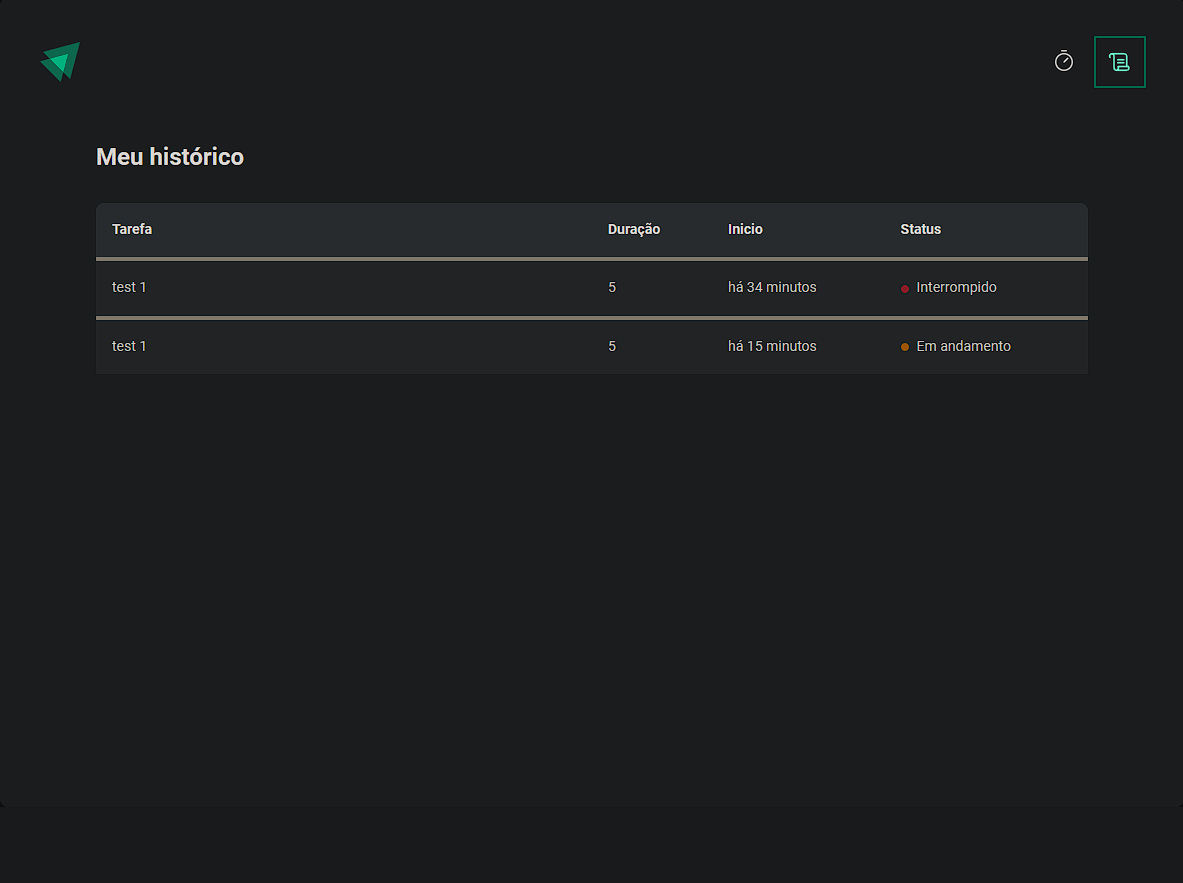 Meu histórico
Tarefa Duração Inicio Status
test 1 5 há 34 minutos Interrompido
test 1 5 há 15 minutos Em andamento